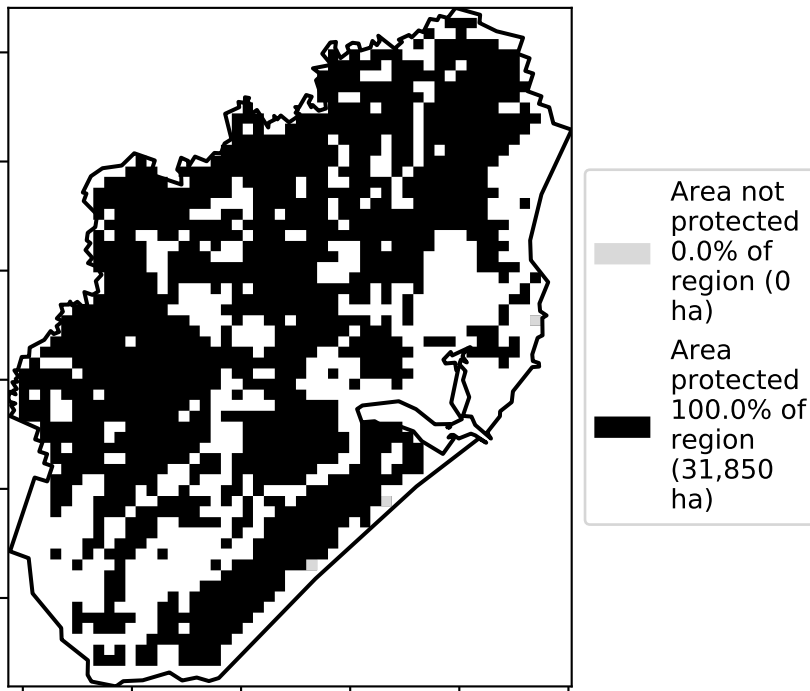 Area not
protected
0.0% of
region (0
ha)
Area
protected
100.0% of
region
(31,850
ha)